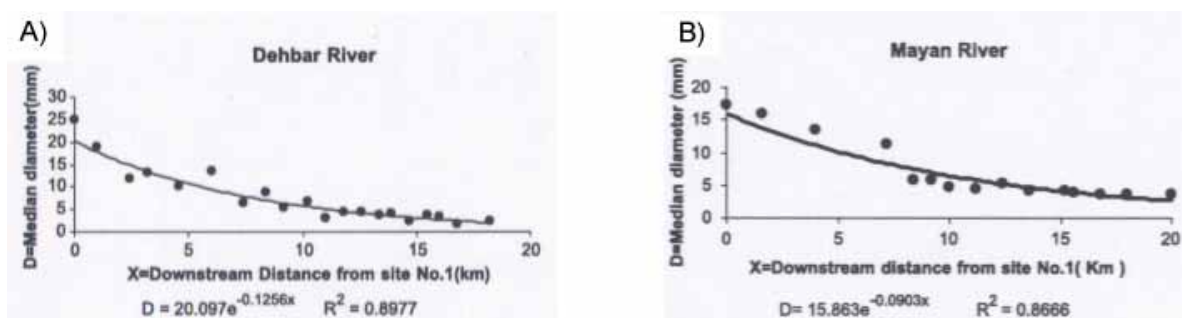 A)
Dehbar River
D=Median diameter(mm)
30
25
20
15
10
5
0
0 5 10 15 20
X=Downstream Distance from site No.1(km)
D = 20.097e^-0.1256x R^2 = 0.8977
B)
Mayan River
D=Median diameter (mm)
20
15
10
5
0
0 5 10 15 20
X=Downstream distance from site No.1( Km )
D= 15.863e^-0.0903x R^2 = 0.8666